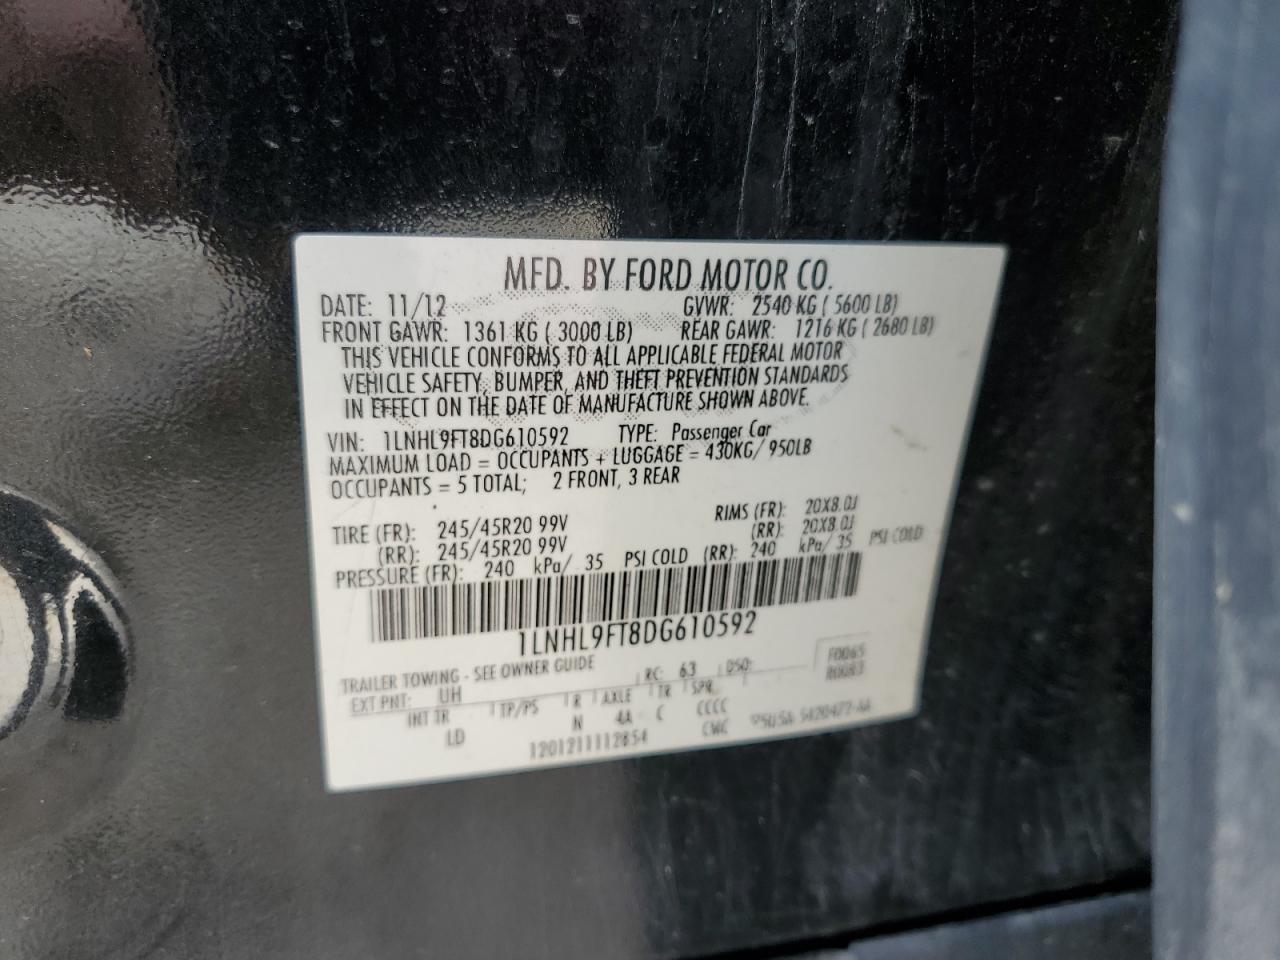 MFD. BY FORD MOTOR CO.
DATE: 11/12 GVWR: 2540 KG ( 5600 LB)
FRONT GAWR: 1361 KG ( 3000 LB) REAR GAWR: 1216 KG ( 2680 LB)
THIS VEHICLE CONFORMS TO ALL APPLICABLE FEDERAL MOTOR
VEHICLE SAFETY, BUMPER, AND THEFT PREVENTION STANDARDS
IN EFFECT ON THE DATE OF MANUFACTURE SHOWN ABOVE.
VIN: 1LNHL9FT8DG610592 TYPE: Passenger Car
MAXIMUM LOAD = OCCUPANTS + LUGGAGE = 430KG/ 950LB
OCCUPANTS = 5 TOTAL; 2 FRONT, 3 REAR
TIRE (FR): 245/45R20 99V RIMS (FR): 20X8.0J
(RR): 245/45R20 99V (RR): 20X8.0J
PRESSURE (FR): 240 kPa/ 35 PSI COLD (RR): 240 kPa/ 35 PSI COLD
1LNHL9FT8DG610592
TRAILER TOWING - SEE OWNER GUIDE
EXT PNT: UH RC: 63 DSO: F0065
R0083
INT TR TP/PS R AXLE TR SPR
LD N 4A C CCCC
1201211112854 CWC 5420472-AA